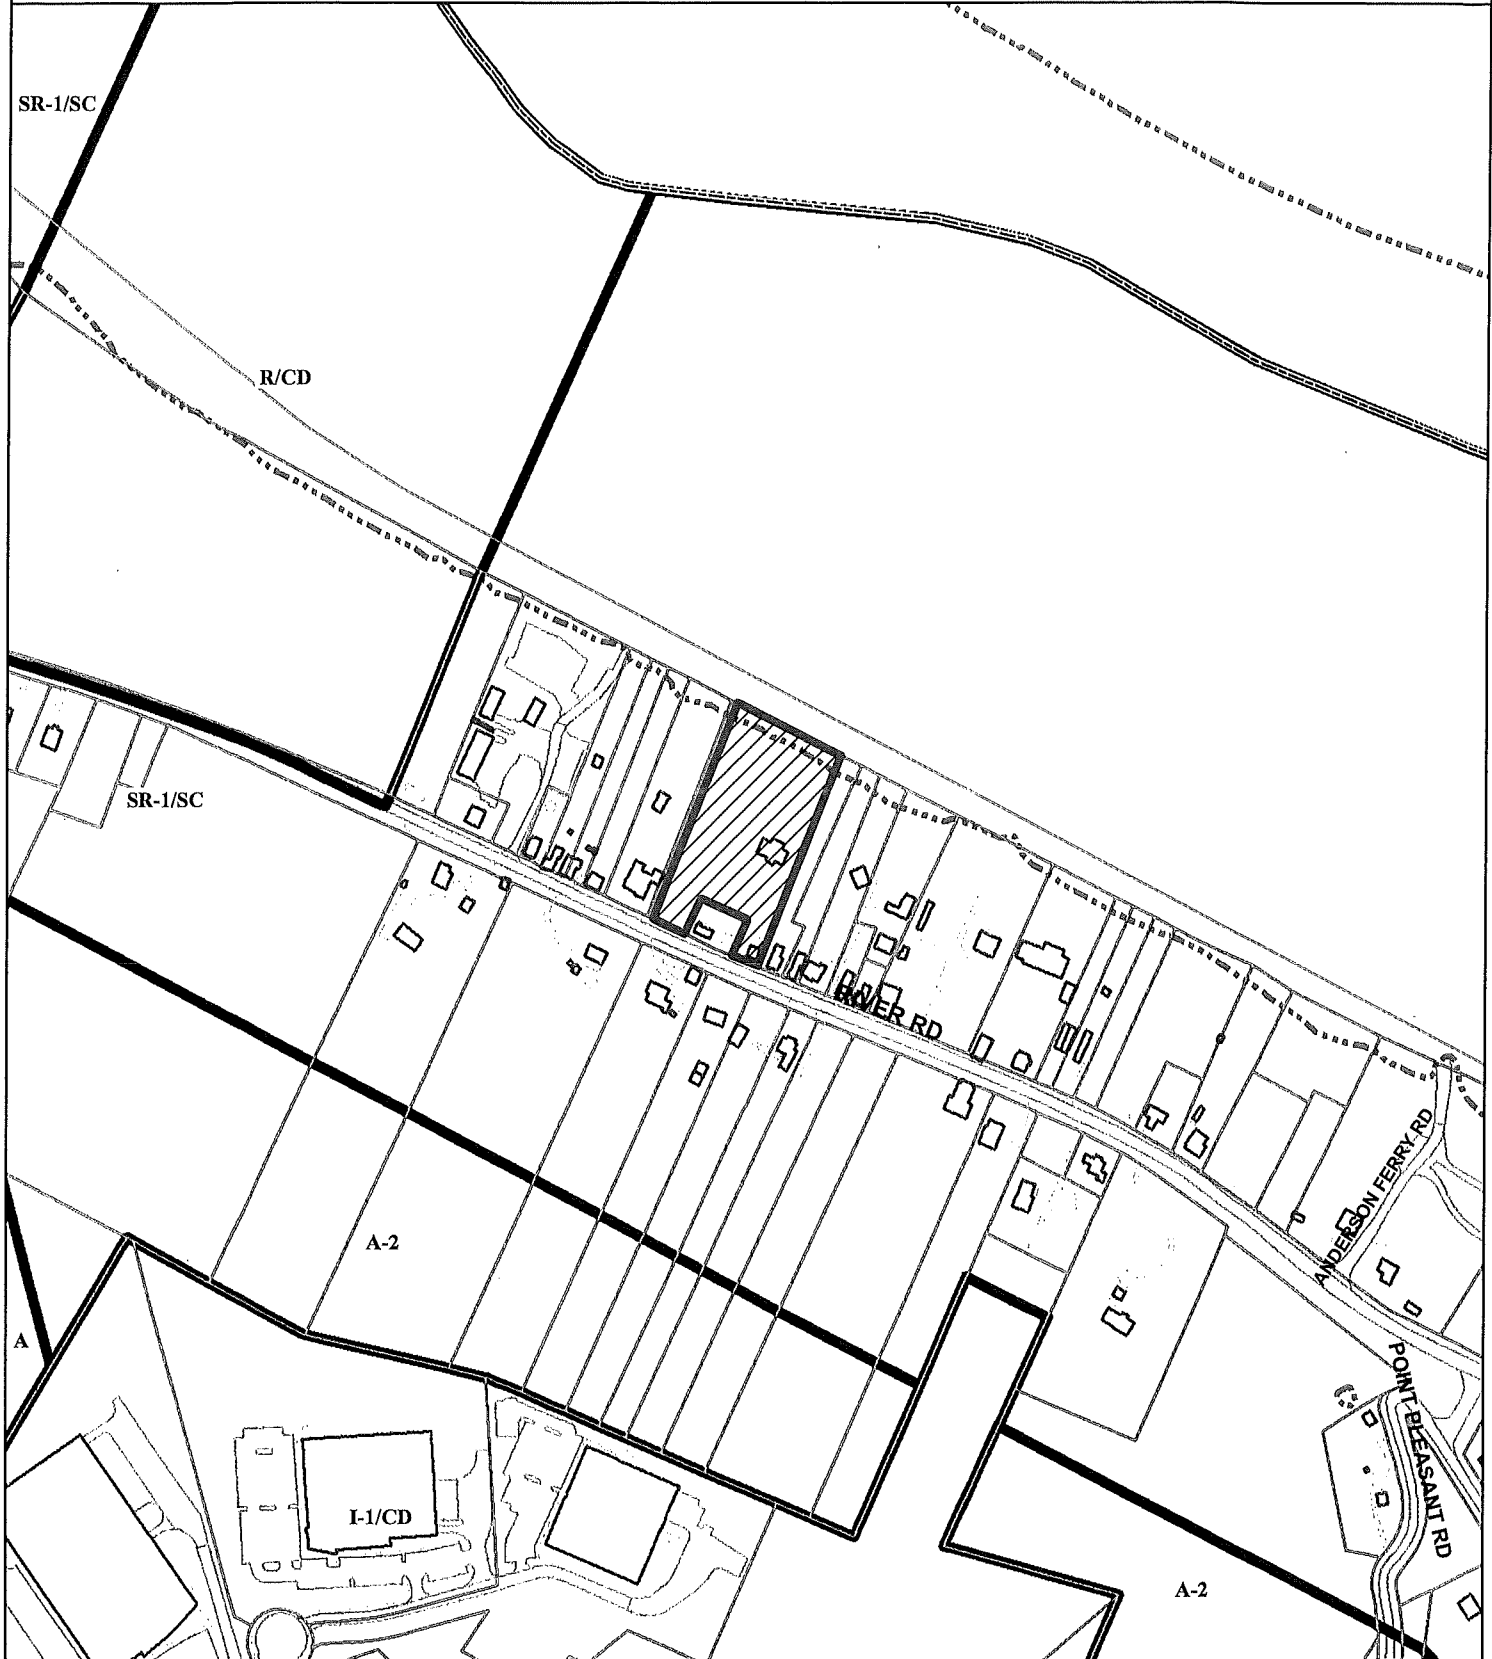 SR-1/SC
R/CD
SR-1/SC
RIVER RD
ANDERSON FERRY RD
A-2
A
POINT PLEASANT RD
I-1/CD
A-2